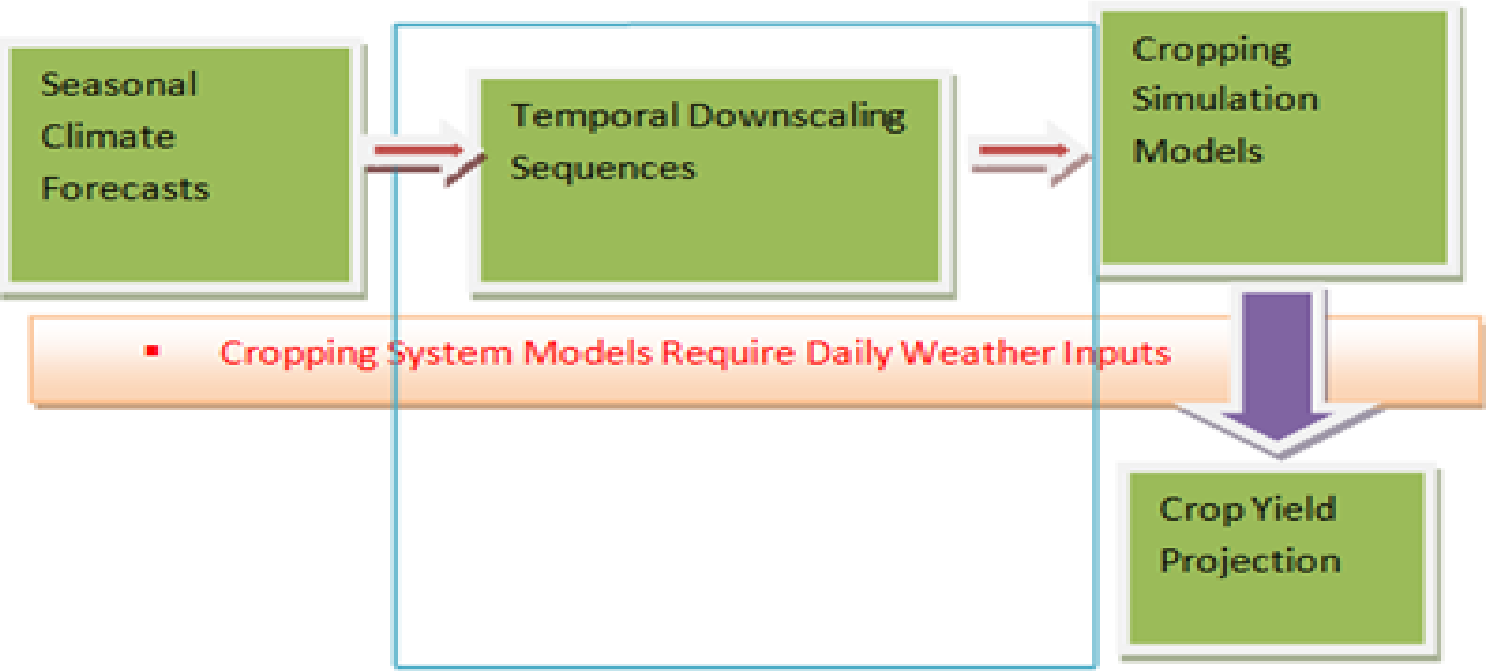 Seasonal
Climate
Forecasts
Temporal Downscaling
Sequences
Cropping
Simulation
Models
▪ Cropping System Models Require Daily Weather Inputs
Crop Yield
Projection